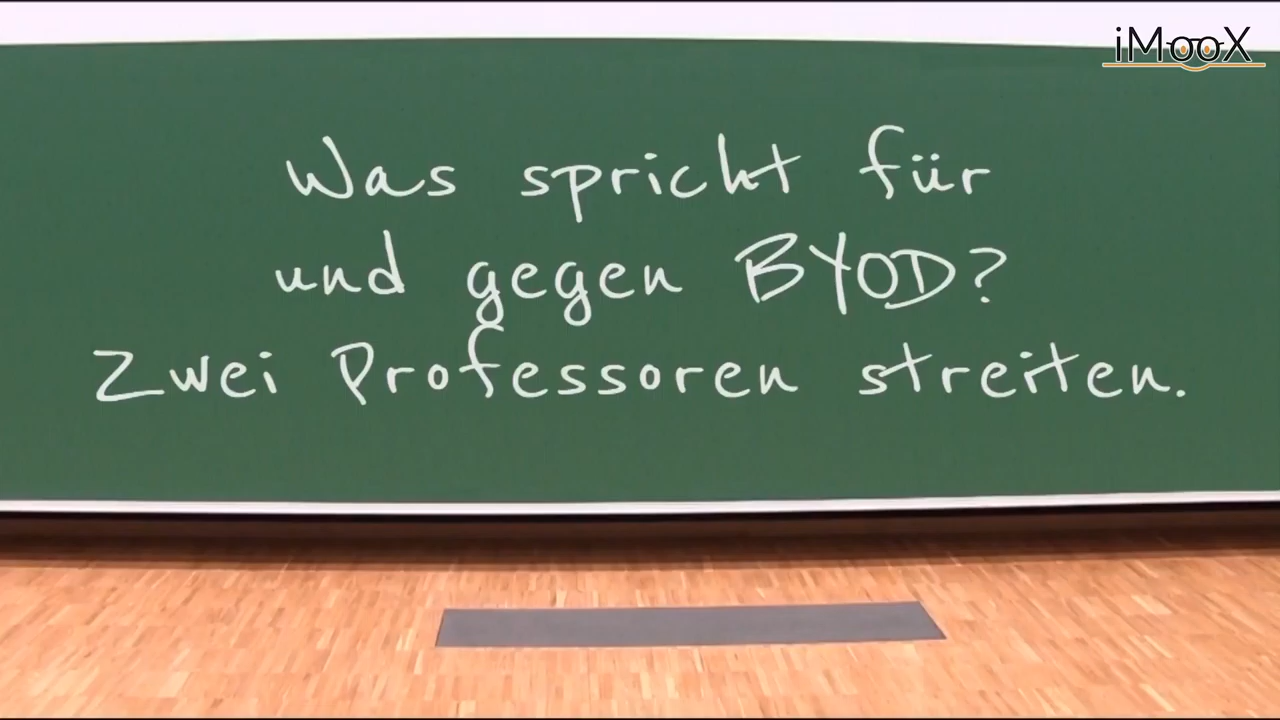 iMooX
Was spricht für
und gegen BYOD?
Zwei Professoren streiten.